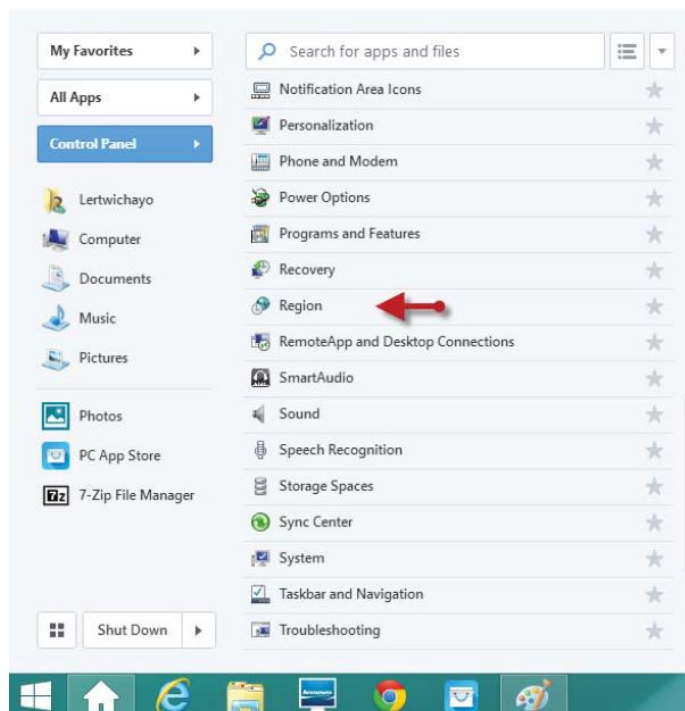 My Favorites
All Apps
Control Panel
Lertwichayo
Computer
Documents
Music
Pictures
Photos
PC App Store
7z 7-Zip File Manager
Shut Down
Search for apps and files
Notification Area Icons
Personalization
Phone and Modem
Power Options
Programs and Features
Recovery
Region
RemoteApp and Desktop Connections
SmartAudio
Sound
Speech Recognition
Storage Spaces
Sync Center
System
Taskbar and Navigation
Troubleshooting